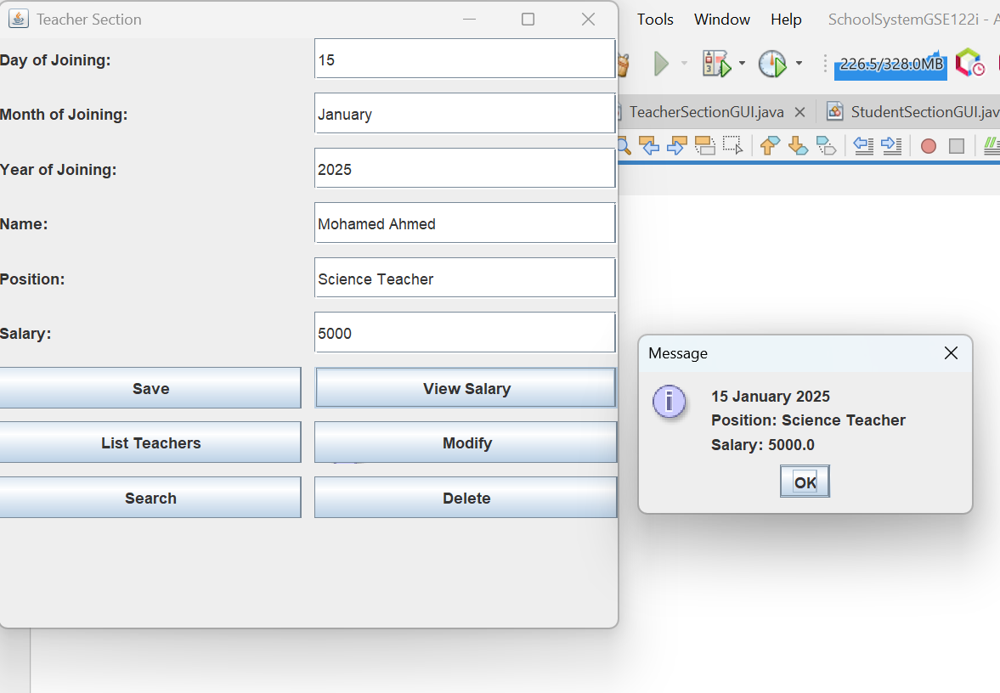 Teacher Section
Tools Window Help SchoolSystemGSE122i - A
226.5/328.0MB
TeacherSectionGUI.java StudentSectionGUI.jav
Day of Joining: 15
Month of Joining: January
Year of Joining: 2025
Name: Mohamed Ahmed
Position: Science Teacher
Salary: 5000
Save View Salary
List Teachers Modify
Search Delete
Message
15 January 2025
Position: Science Teacher
Salary: 5000.0
OK